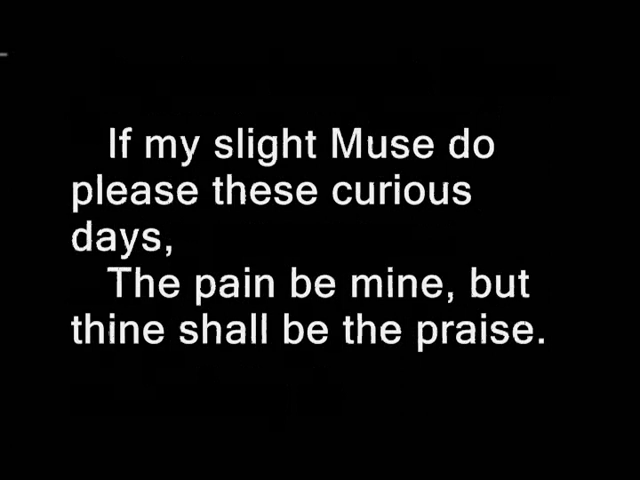 If my slight Muse do
please these curious
days,
The pain be mine, but
thine shall be the praise.